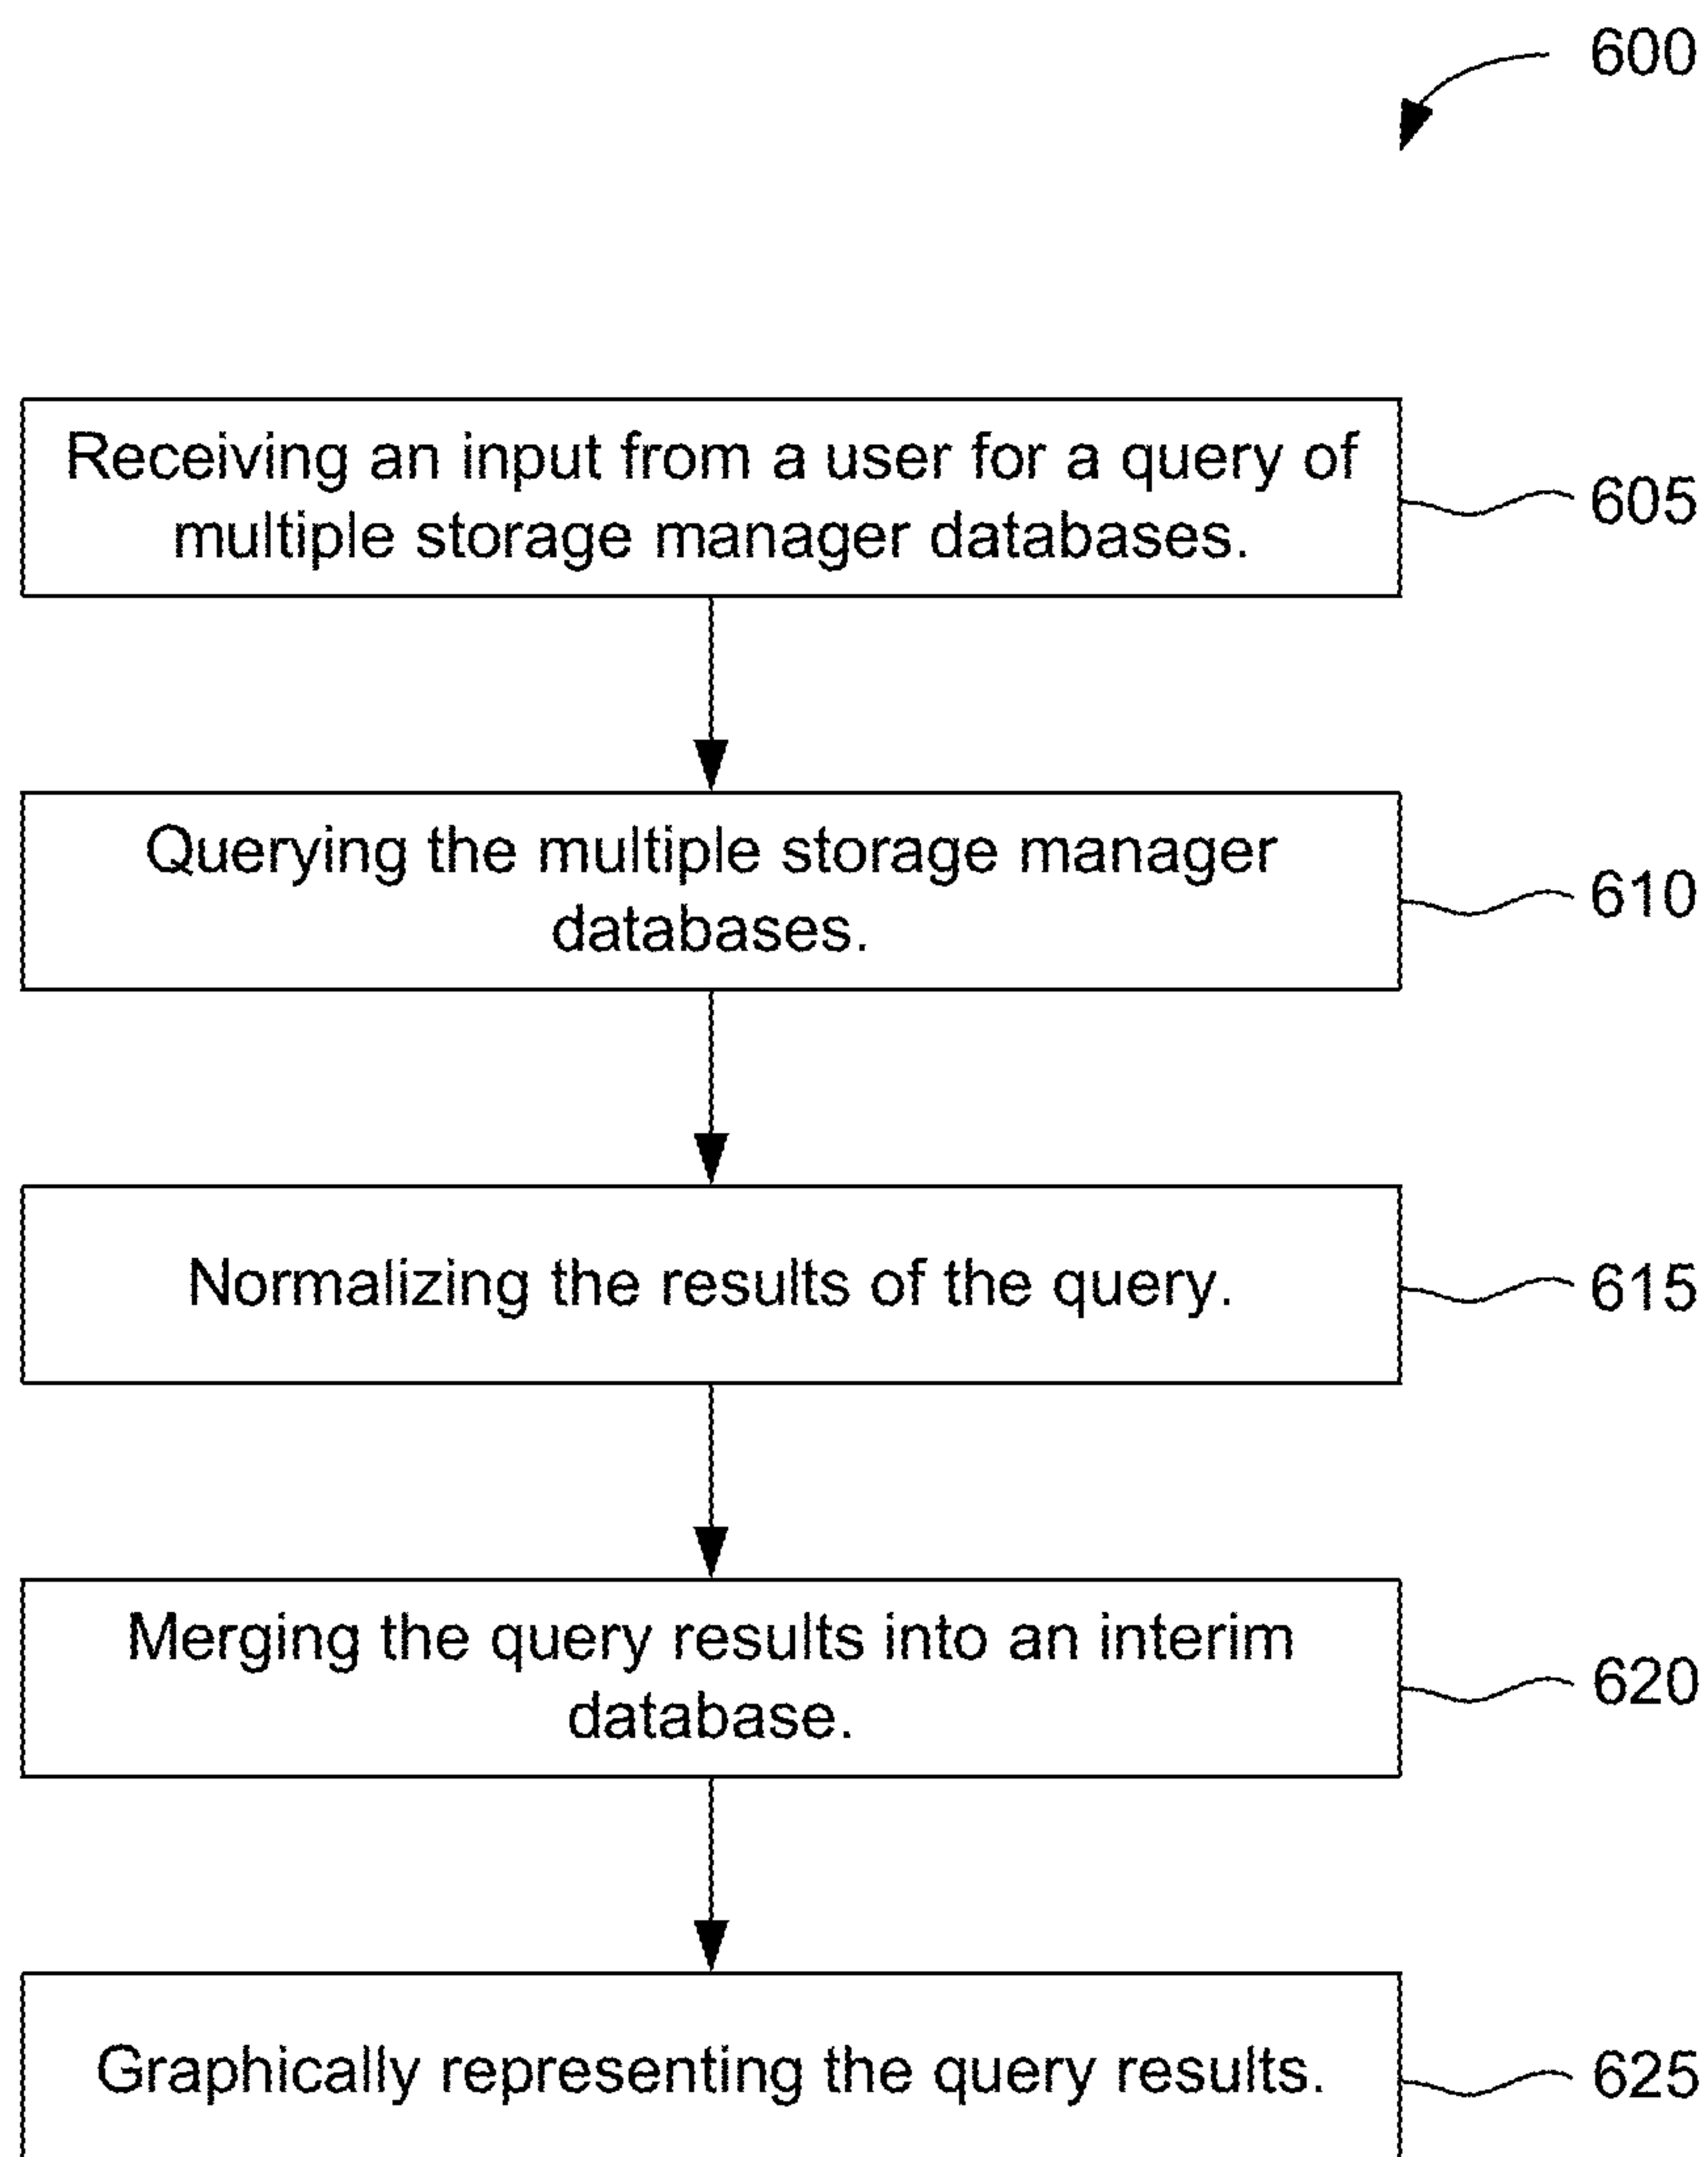 600
Receiving an input from a user for a query of
multiple storage manager databases.
605
Querying the multiple storage manager
databases.
610
Normalizing the results of the query.
615
Merging the query results into an interim
database.
620
Graphically representing the query results.
625